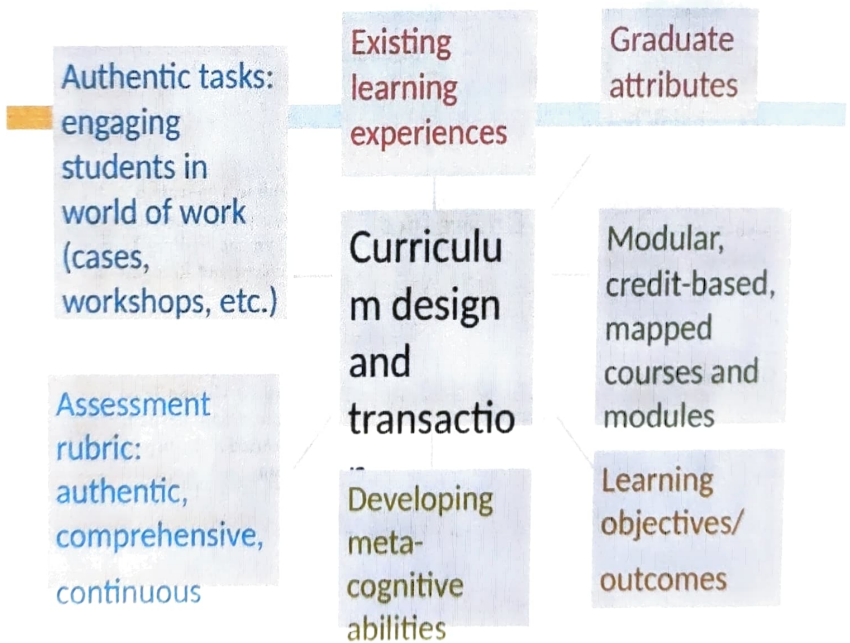 Authentic tasks:
engaging
students in
world of work
(cases,
workshops, etc.)
Existing
learning
experiences
Graduate
attributes
Curriculu
m design
and
transactio
Modular,
credit-based,
mapped
courses and
modules
Assessment
rubric:
authentic,
comprehensive,
continuous
Developing
meta-
cognitive
abilities
Learning
objectives/
outcomes